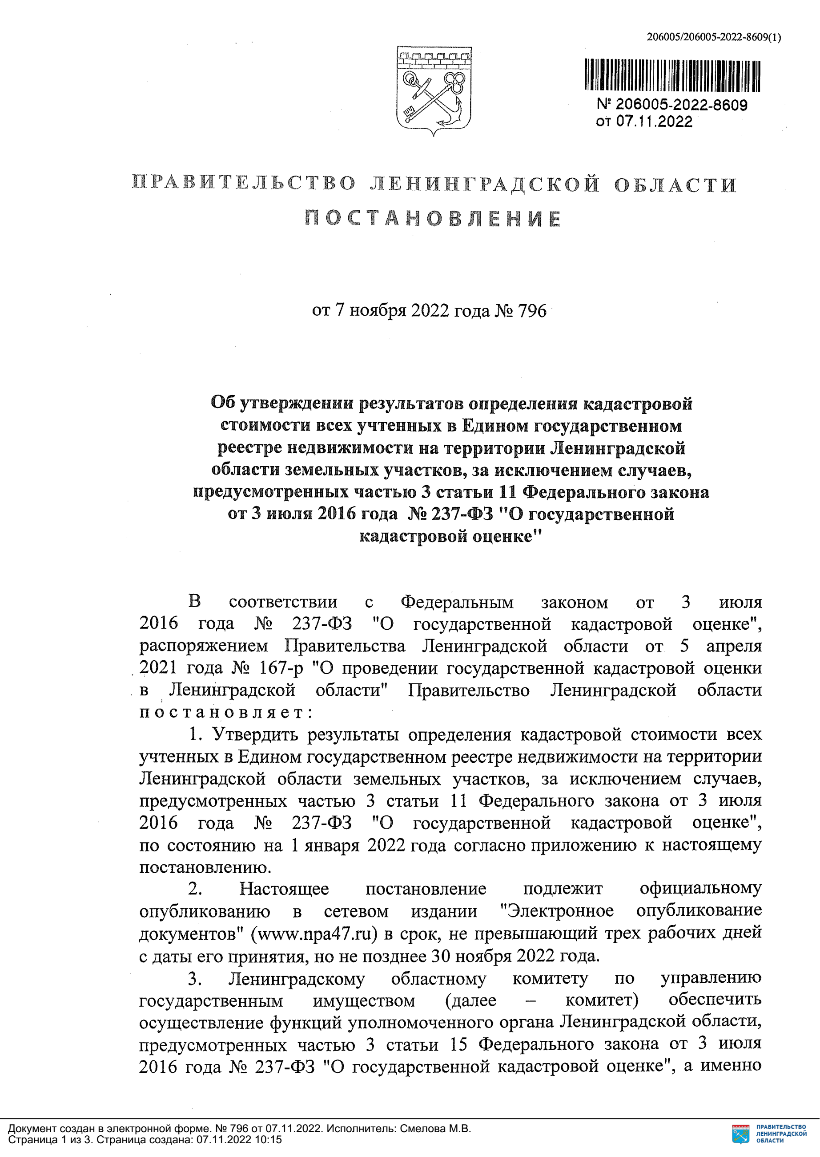 206005/206005-2022-8609(1)
№ 206005-2022-8609
от 07.11.2022
ПРАВИТЕЛЬСТВО ЛЕНИНГРАДСКОЙ ОБЛАСТИ
ПОСТАНОВЛЕНИЕ
от 7 ноября 2022 года № 796
Об утверждении результатов определения кадастровой
стоимости всех учтенных в Едином государственном
реестре недвижимости на территории Ленинградской
области земельных участков, за исключением случаев,
предусмотренных частью 3 статьи 11 Федерального закона
от 3 июля 2016 года № 237-ФЗ "О государственной
кадастровой оценке"
В соответствии с Федеральным законом от 3 июля
2016 года № 237-ФЗ "О государственной кадастровой оценке",
распоряжением Правительства Ленинградской области от 5 апреля
2021 года № 167-р "О проведении государственной кадастровой оценки
в Ленинградской области" Правительство Ленинградской области
п о с т а н о в л я е т :
1. Утвердить результаты определения кадастровой стоимости всех
учтенных в Едином государственном реестре недвижимости на территории
Ленинградской области земельных участков, за исключением случаев,
предусмотренных частью 3 статьи 11 Федерального закона от 3 июля
2016 года № 237-ФЗ "О государственной кадастровой оценке",
по состоянию на 1 января 2022 года согласно приложению к настоящему
постановлению.
2. Настоящее постановление подлежит официальному
опубликованию в сетевом издании "Электронное опубликование
документов" (www.npa47.ru) в срок, не превышающий трех рабочих дней
с даты его принятия, но не позднее 30 ноября 2022 года.
3. Ленинградскому областному комитету по управлению
государственным имуществом (далее – комитет) обеспечить
осуществление функций уполномоченного органа Ленинградской области,
предусмотренных частью 3 статьи 15 Федерального закона от 3 июля
2016 года № 237-ФЗ "О государственной кадастровой оценке", а именно
Документ создан в электронной форме. № 796 от 07.11.2022. Исполнитель: Смелова М.В.
Страница 1 из 3. Страница создана: 07.11.2022 10:15
ПРАВИТЕЛЬСТВО
ЛЕНИНГРАДСКОЙ
ОБЛАСТИ